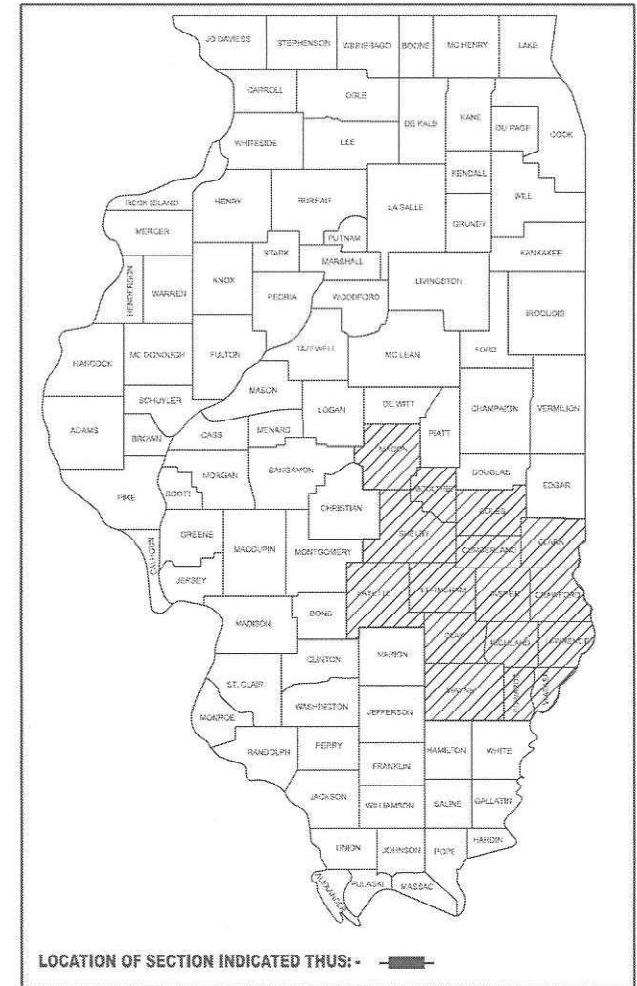 JO DAVIESS STEPHENSON WINNEBAGO BOONE MC HENRY LAKE
CARROLL OGLE DE KALB KANE DU PAGE COOK
WHITESIDE LEE
KENDALL WILL
ROCK ISLAND HENRY BUREAU LA SALLE GRUNDY
MERCER PUTNAM
STARK MARSHALL KANKAKEE
HENDERSON WARREN KNOX PEORIA WOODFORD LIVINGSTON IROQUOIS
HANCOCK MC DONOUGH FULTON TAZEWELL MC LEAN FORD
SCHUYLER MASON
ADAMS BROWN CASS MENARD LOGAN DE WITT CHAMPAIGN VERMILION
MACON PIATT
PIKE SCOTT MORGAN SANGAMON DOUGLAS EDGAR
MOULTRIE COLES
CALHOUN GREENE MACOUPIN CHRISTIAN SHELBY CUMBERLAND CLARK
JERSEY MONTGOMERY
MADISON BOND FAYETTE EFFINGHAM JASPER CRAWFORD
CLINTON MARION CLAY RICHLAND LAWRENCE
ST. CLAIR WASHINGTON JEFFERSON WAYNE EDWARDS WABASH
MONROE
RANDOLPH PERRY FRANKLIN HAMILTON WHITE
JACKSON WILLIAMSON SALINE GALLATIN
UNION JOHNSON POPE HARDIN
ALEXANDER PULASKI MASSAC
LOCATION OF SECTION INDICATED THUS: -